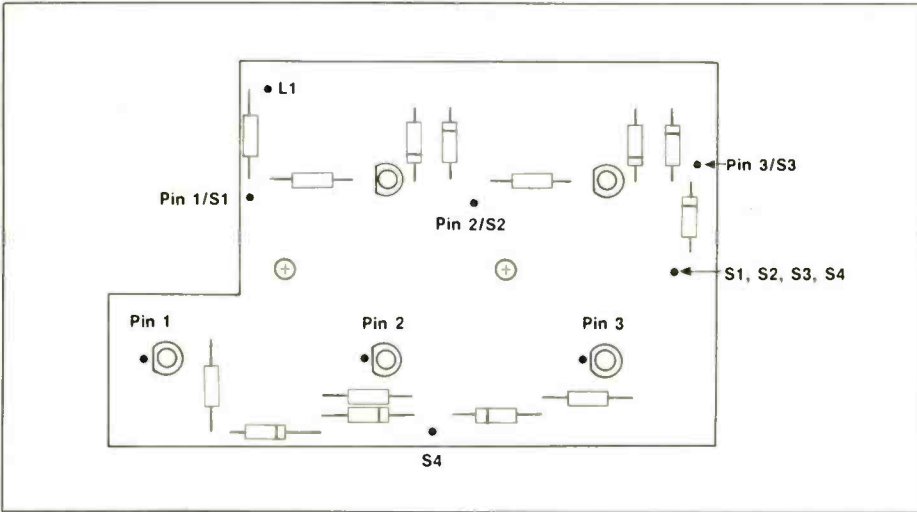 L1
Pin 3/S3
Pin 1/S1
Pin 2/S2
S1, S2, S3, S4
Pin 1
Pin 2
Pin 3
S4